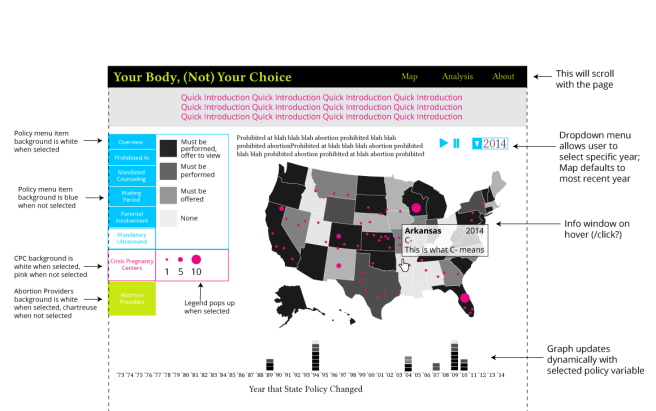 Your Body, (Not) Your Choice
Map
Analysis
About
This will scroll
with the page
Quick Introduction Quick Introduction Quick Introduction Quick Introduction
Quick Introduction Quick Introduction Quick Introduction Quick Introduction
Quick Introduction Quick Introduction Quick Introduction Quick Introduction
Policy menu item
background is white
when selected
Overview
Prohibited At
Mandated
Counseling
Waiting
Period
Parental
Involvement
Mandatory
Ultrasound
Must be
performed,
offer to view
Must be
performed
Must be
offered
None
Prohibited at blah blah blah abortion prohibited blah blah
prohibited abortionProhibited at blah blah blah abortion prohibited
blah blah prohibited abortion prohibited at blah abortion prohibited
2014
Dropdown menu
allows user to
select specific year;
Map defaults to
most recent year
Policy menu item
background is blue
when not selected
Arkansas
2014
C-
This is what C- means
Info window on
hover (/click?)
CPC background is
white when selected,
pink when not selected
Crisis Pregnancy
Centers
1 5 10
Abortion Providers
background is white
when selected, chartreuse
when not selected
Abortion
Providers
Legend pops up
when selected
Graph updates
dynamically with
selected policy variable
'73 '74 '75 '76 '77 '78 '79 '80 '81 '82 '83 '84 '85 '86 '87 '88 '89 '90 '91 '92 '93 '94 '95 '96 '97 '98 '99 '00 '01 '02 '03 '04 '05 '06 '07 '08 '09 '10 '11 '12 '13 '14
Year that State Policy Changed